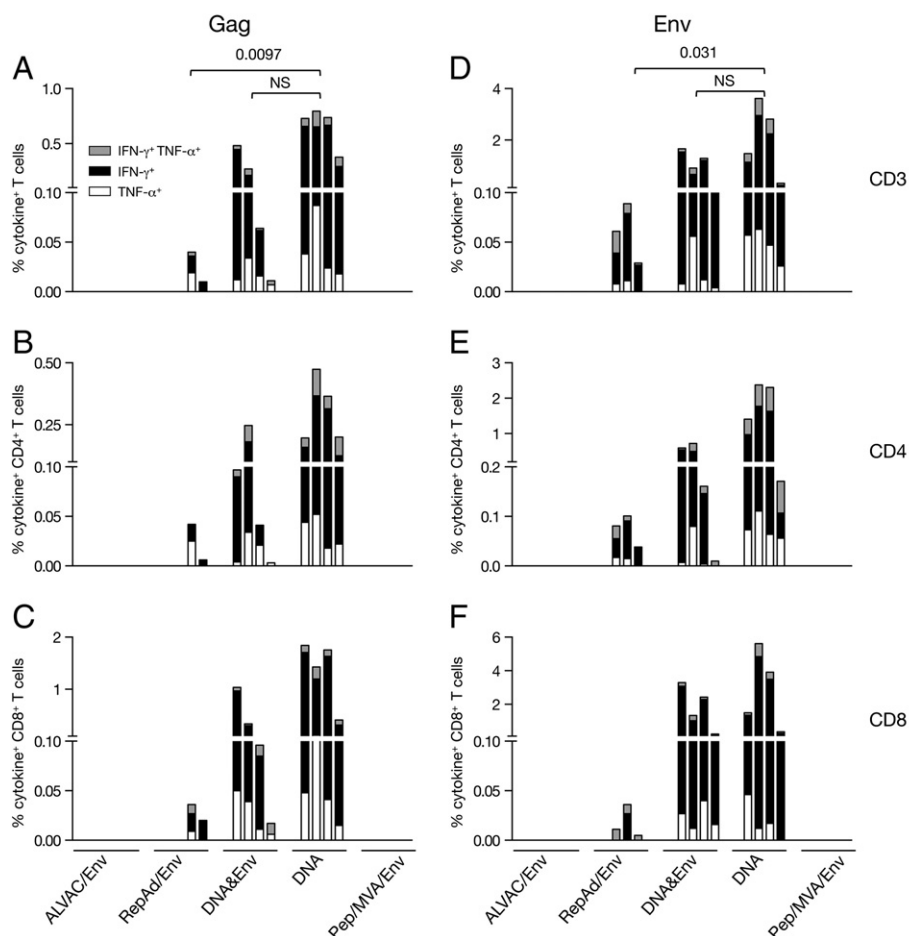 Gag
Env
A
0.0097
NS
% cytokine⁺ T cells
1.0
0.5
0.10
0.05
0.00
IFN-γ⁺ TNF-α⁺
IFN-γ⁺
TNF-α⁺
D
0.031
NS
% cytokine⁺ T cells
4
2
0.10
0.05
0.00
CD3
B
% cytokine⁺ CD4⁺ T cells
0.50
0.25
0.10
0.05
0.00
E
% cytokine⁺ CD4⁺ T cells
3
2
1
0.2
0.1
0.0
CD4
C
% cytokine⁺ CD8⁺ T cells
2
1
0.10
0.05
0.00
F
% cytokine⁺ CD8⁺ T cells
6
4
2
0.10
0.05
0.00
CD8
ALVAC/Env
RepAd/Env
DNA&Env
DNA
Pep/MVA/Env
ALVAC/Env
RepAd/Env
DNA&Env
DNA
Pep/MVA/Env